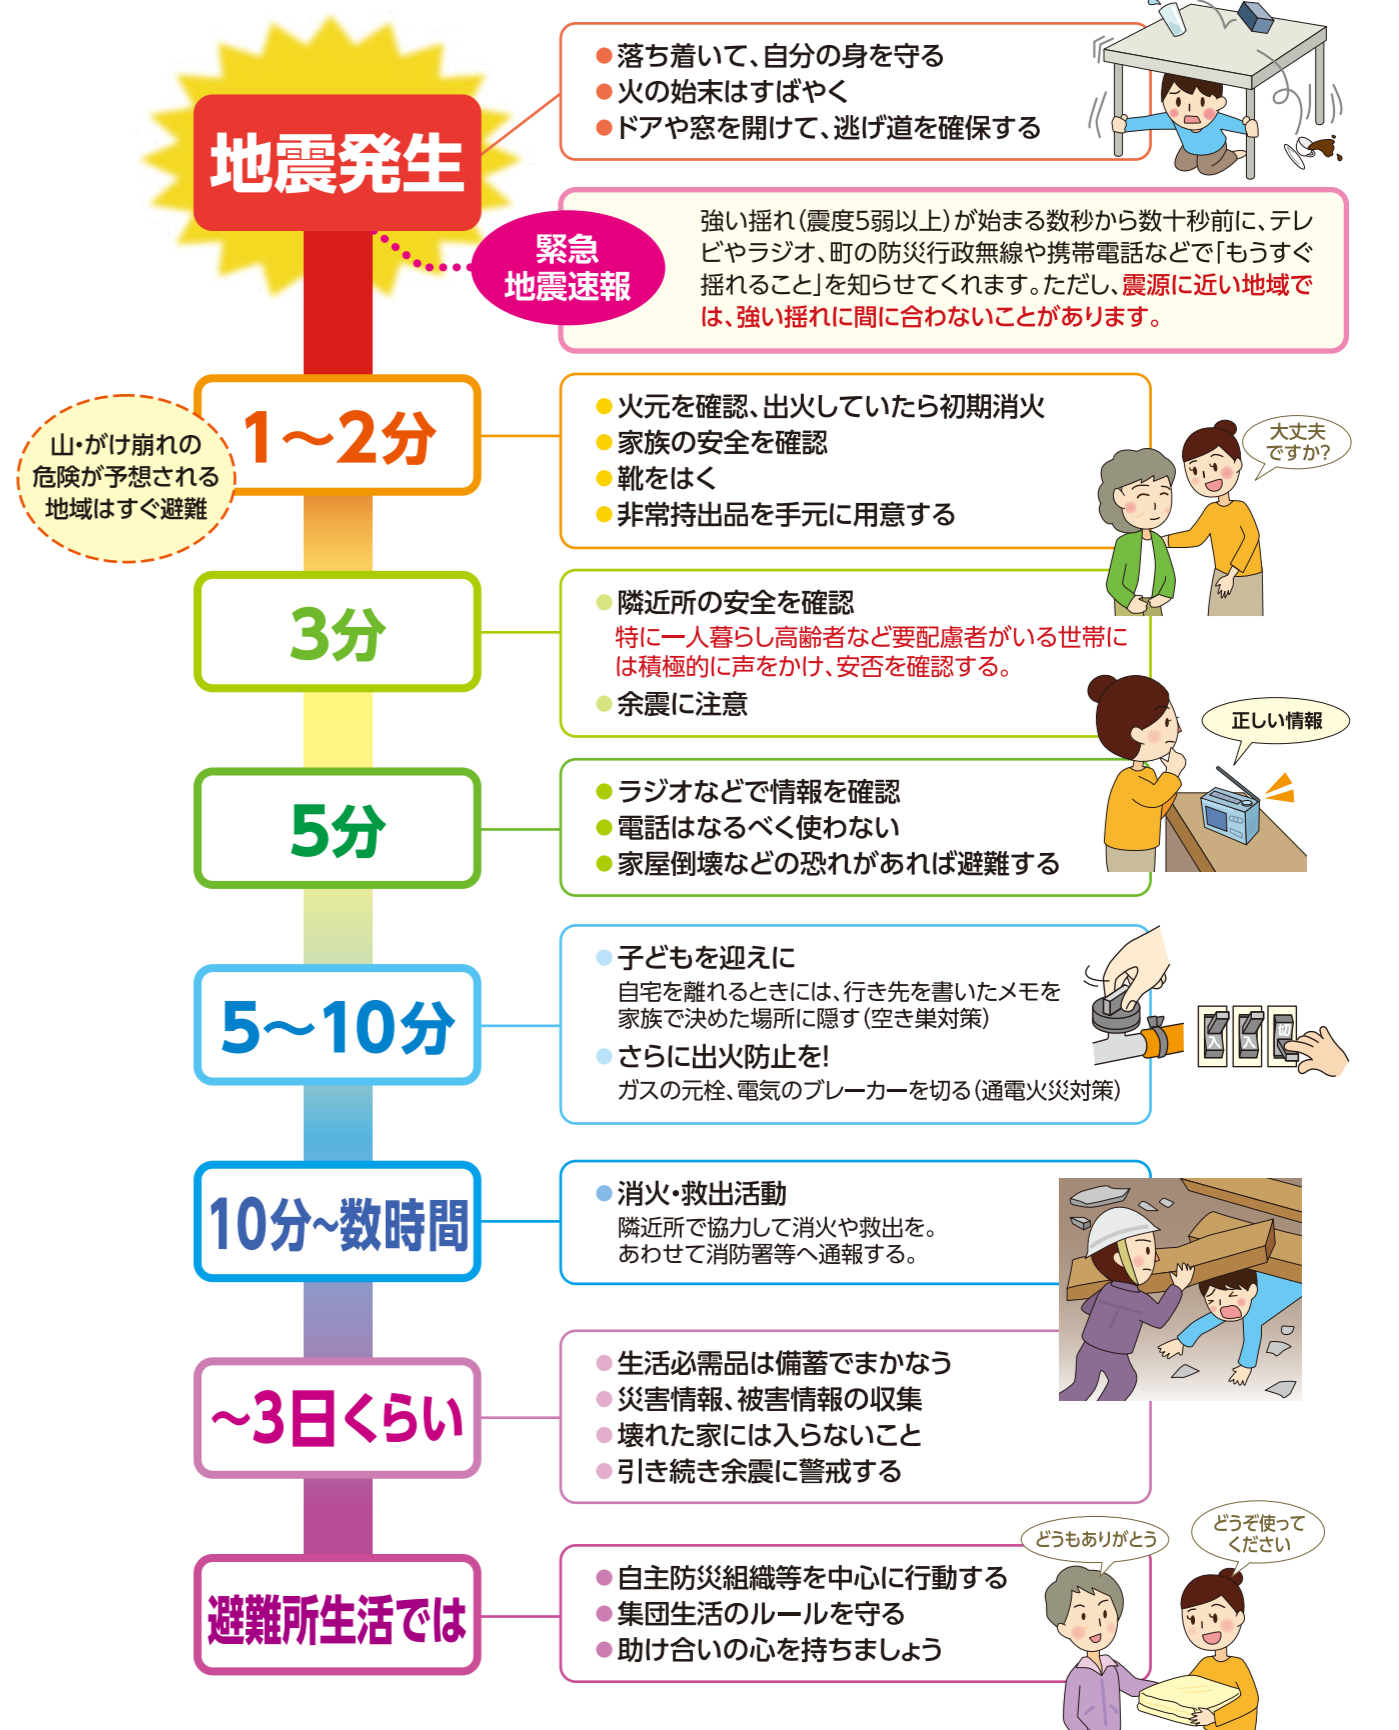 地震発生
●落ち着いて、自分の身を守る
●火の始末はすばやく
●ドアや窓を開けて、逃げ道を確保する
緊急
地震速報
強い揺れ(震度5弱以上)が始まる数秒から数十秒前に、テレ
ビやラジオ、町の防災行政無線や携帯電話などで「もうすぐ
揺れること」を知らせてくれます。ただし、震源に近い地域で
は、強い揺れに間に合わないことがあります。
山・がけ崩れの
危険が予想される
地域はすぐ避難
1〜2分
●火元を確認、出火していたら初期消火
●家族の安全を確認
●靴をはく
●非常持出品を手元に用意する
大丈夫
ですか?
3分
●隣近所の安全を確認
特に一人暮らし高齢者など要配慮者がいる世帯に
は積極的に声をかけ、安否を確認する。
●余震に注意
正しい情報
5分
●ラジオなどで情報を確認
●電話はなるべく使わない
●家屋倒壊などの恐れがあれば避難する
5〜10分
●子どもを迎えに
自宅を離れるときには、行き先を書いたメモを
家族で決めた場所に隠す(空き巣対策)
●さらに出火防止を!
ガスの元栓、電気のブレーカーを切る(通電火災対策)
入 入 切
10分〜数時間
●消火・救出活動
隣近所で協力して消火や救出を。
あわせて消防署等へ通報する。
〜3日くらい
●生活必需品は備蓄でまかなう
●災害情報、被害情報の収集
●壊れた家には入らないこと
●引き続き余震に警戒する
避難所生活では
●自主防災組織等を中心に行動する
●集団生活のルールを守る
●助け合いの心を持ちましょう
どうもありがとう
どうぞ使って
ください